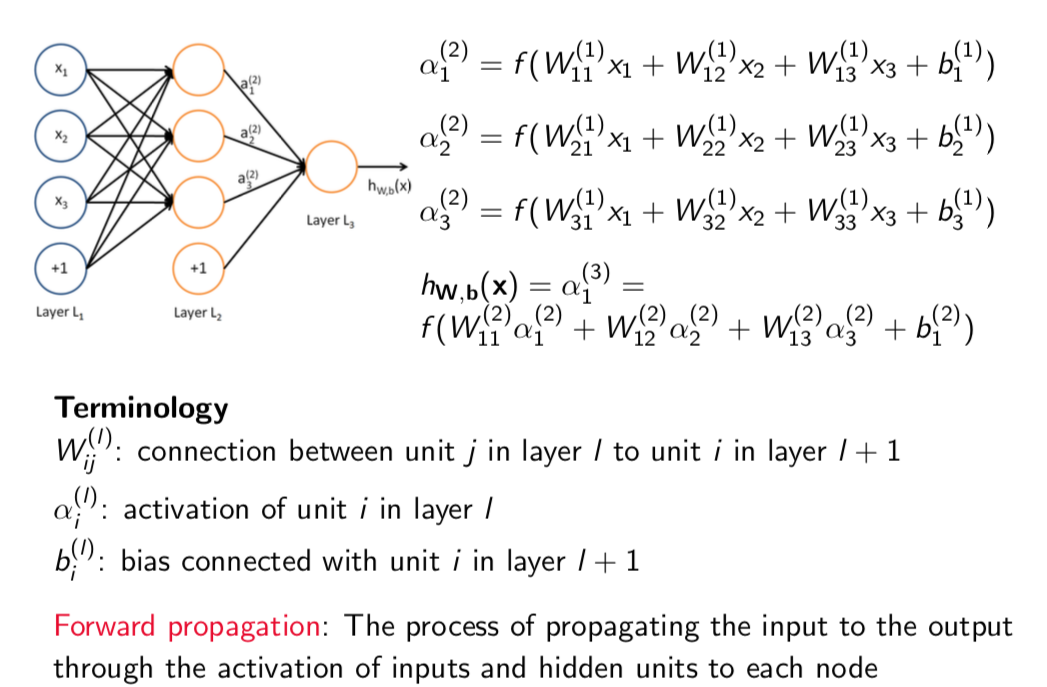 x₁
x₂
x₃
+1
Layer L₁
+1
Layer L₂
a₁⁽²⁾
a₂⁽²⁾
a₃⁽²⁾
Layer L₃
h_{W,b}(x)
α₁⁽²⁾ = f(W₁₁⁽¹⁾x₁ + W₁₂⁽¹⁾x₂ + W₁₃⁽¹⁾x₃ + b₁⁽¹⁾)
α₂⁽²⁾ = f(W₂₁⁽¹⁾x₁ + W₂₂⁽¹⁾x₂ + W₂₃⁽¹⁾x₃ + b₂⁽¹⁾)
α₃⁽²⁾ = f(W₃₁⁽¹⁾x₁ + W₃₂⁽¹⁾x₂ + W₃₃⁽¹⁾x₃ + b₃⁽¹⁾)
h_{W,b}(x) = α₁⁽³⁾ =
f(W₁₁⁽²⁾α₁⁽²⁾ + W₁₂⁽²⁾α₂⁽²⁾ + W₁₃⁽²⁾α₃⁽²⁾ + b₁⁽²⁾)
Terminology
W_{ij}^{(l)}: connection between unit j in layer l to unit i in layer l + 1
α_i^{(l)}: activation of unit i in layer l
b_i^{(l)}: bias connected with unit i in layer l + 1
Forward propagation: The process of propagating the input to the output
through the activation of inputs and hidden units to each node